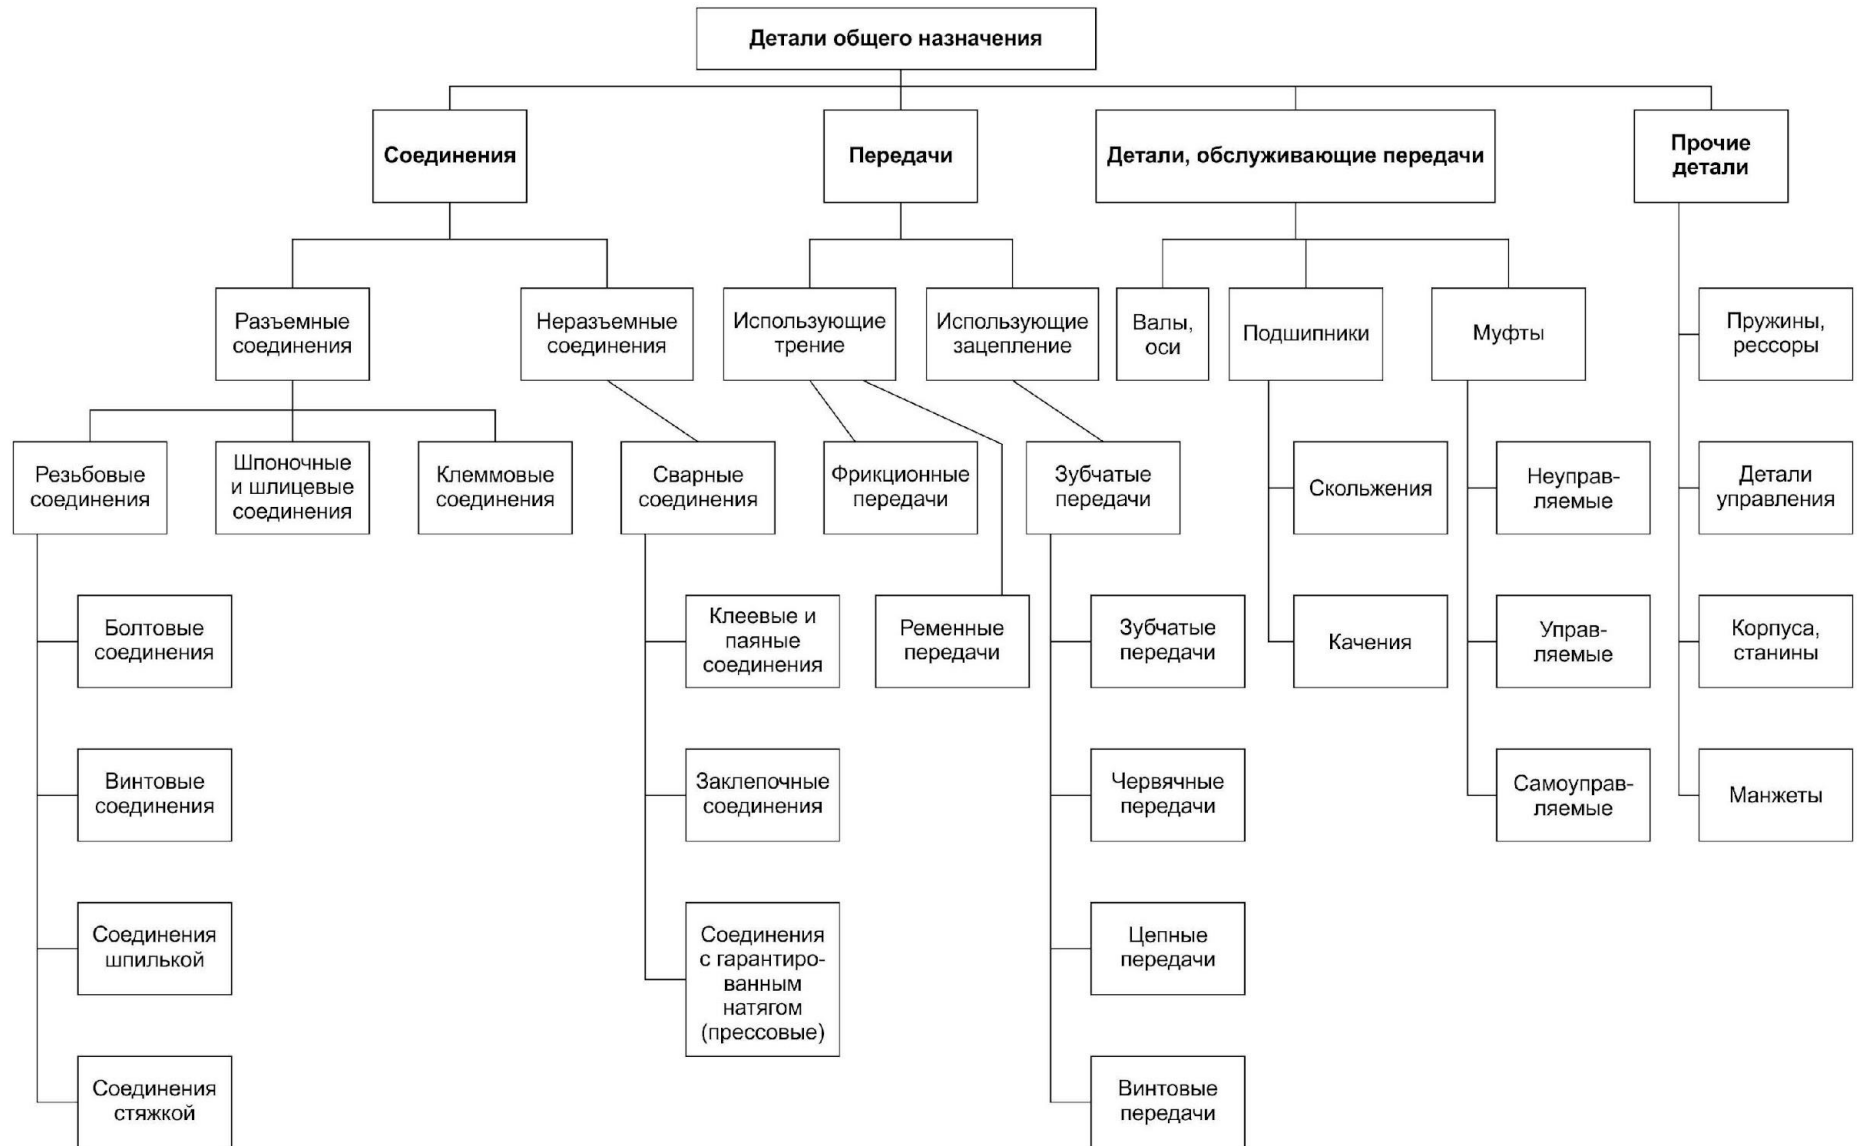 Детали общего назначения
Соединения
Передачи
Детали, обслуживающие передачи
Прочие
детали
Разъемные
соединения
Неразъемные
соединения
Использующие
трение
Использующие
зацепление
Валы,
оси
Подшипники
Муфты
Пружины,
рессоры
Резьбовые
соединения
Шпоночные
и шлицевые
соединения
Клеммовые
соединения
Сварные
соединения
Фрикционные
передачи
Зубчатые
передачи
Скольжения
Неуправ-
ляемые
Детали
управления
Болтовые
соединения
Клеевые и
паяные
соединения
Ременные
передачи
Зубчатые
передачи
Качения
Управ-
ляемые
Корпуса,
станины
Винтовые
соединения
Заклепочные
соединения
Червячные
передачи
Самоуправ-
ляемые
Манжеты
Соединения
шпилькой
Соединения
с гарантиро-
ванным
натягом
(прессовые)
Цепные
передачи
Соединения
стяжкой
Винтовые
передачи